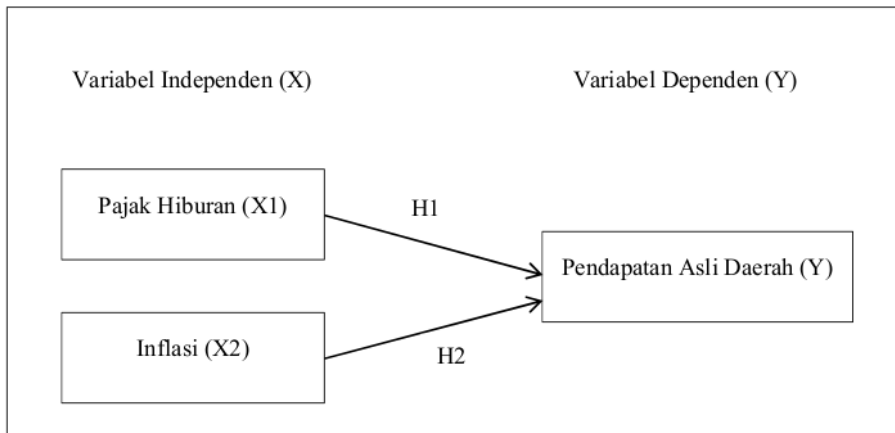 Variabel Independen (X)
Variabel Dependen (Y)
Pajak Hiburan (X1)
H1
Pendapatan Asli Daerah (Y)
Inflasi (X2)
H2